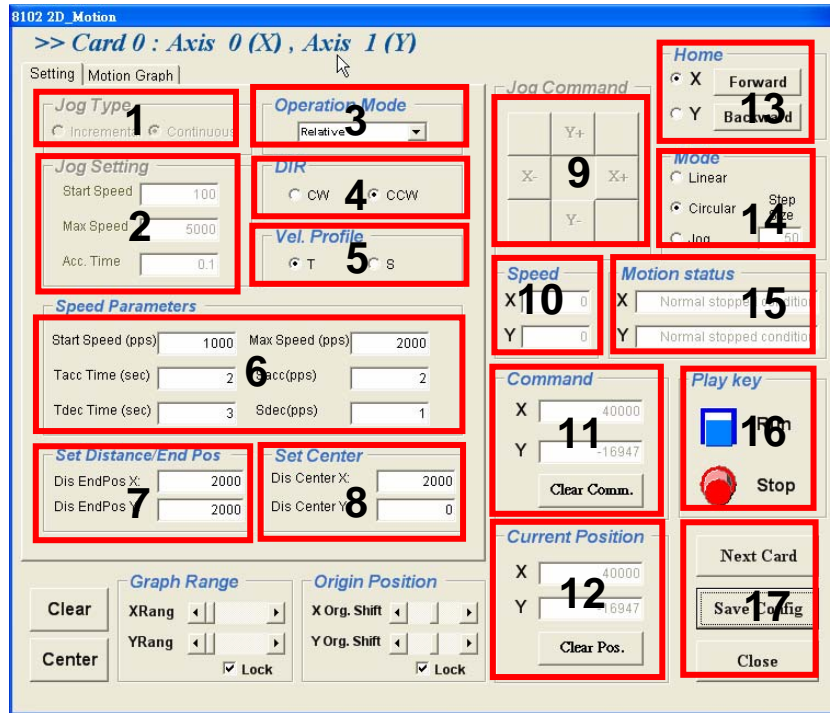 8102 2D_Motion
>> Card 0 : Axis 0 (X) , Axis 1 (Y)
Setting Motion Graph
Jog Type
1
Incremental Continuous
Jog Setting
Start Speed 100
Max Speed 5000
Acc. Time 0.1
2
Operation Mode
Relative
3
DIR
CW CCW
4
Vel. Profile
T S
5
Speed Parameters
Start Speed (pps) 1000 Max Speed (pps) 2000
Tacc Time (sec) 2 Sacc(pps) 2
Tdec Time (sec) 3 Sdec(pps) 1
6
Set Distance/End Pos
Dis EndPos X: 2000
Dis EndPos Y: 2000
7
Set Center
Dis Center X: 2000
Dis Center Y: 0
8
Jog Command
Y+
X- X+
Y-
9
Speed
X 0
Y 0
10
Command
X 40000
Y -16947
Clear Comm.
11
Current Position
X 40000
Y -16947
Clear Pos.
12
Home
X Forward
Y Backward
13
Mode
Linear
Circular Step Size
Jog 50
14
Motion status
X Normal stopped condition
Y Normal stopped condition
15
Play key
Run
Stop
16
Next Card
Save Config
Close
17
Clear
Center
Graph Range
XRang
YRang
Lock
Origin Position
X Org. Shift
Y Org. Shift
Lock